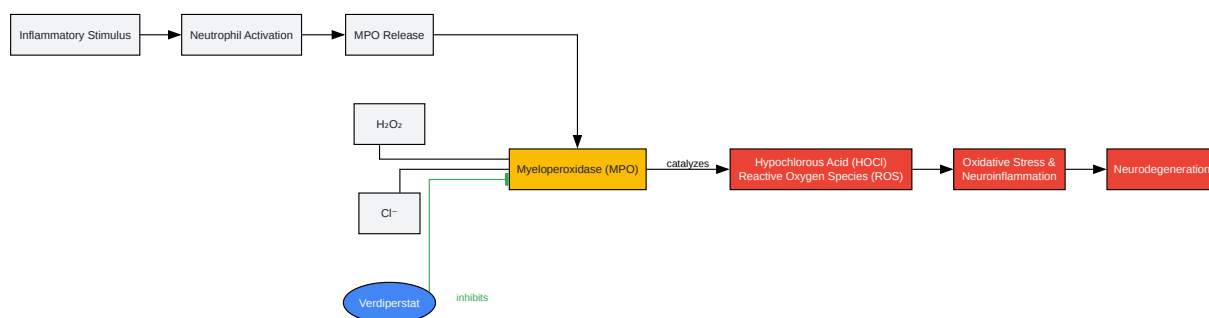 Inflammatory Stimulus
Neutrophil Activation
MPO Release
H₂O₂
Myeloperoxidase (MPO)
catalyzes
Hypochlorous Acid (HOCl)
Reactive Oxygen Species (ROS)
Oxidative Stress &
Neuroinflammation
Neurodegeneration
Cl⁻
Verdiperstat
inhibits